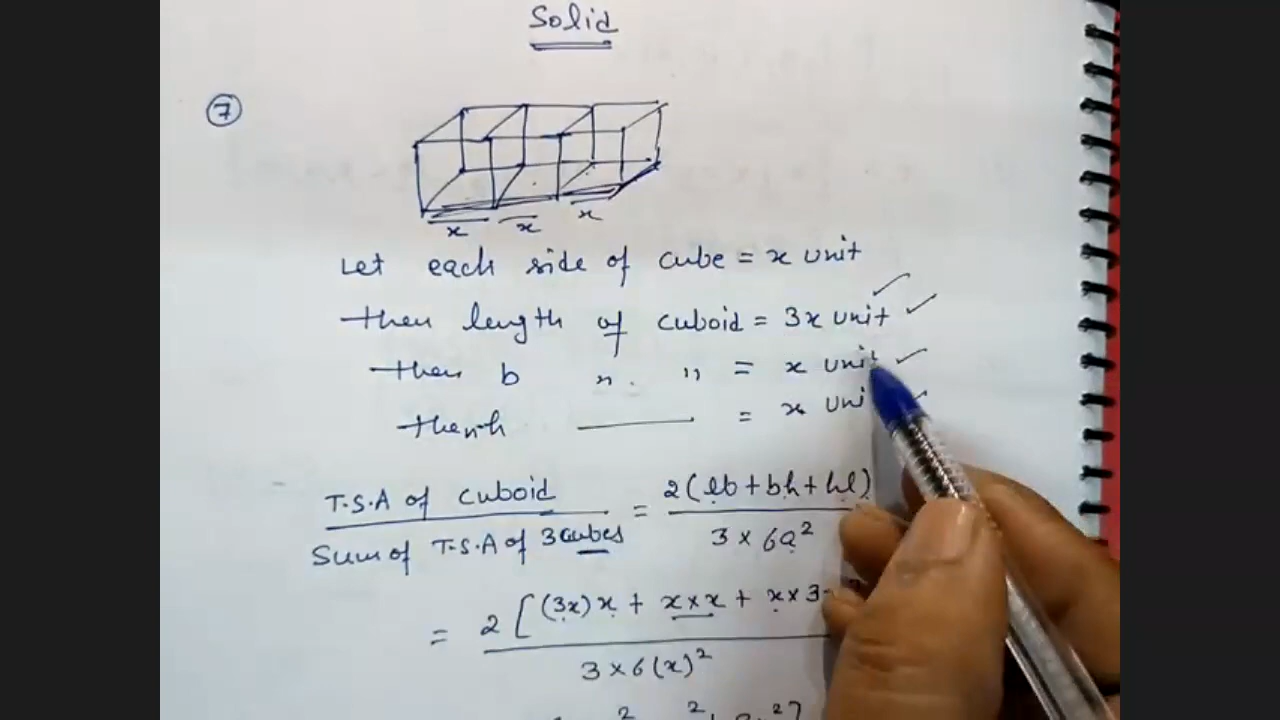 Solid
7
x x x
Let each side of cube = x unit
then length of cuboid = 3x unit
then b " " = x unit
then h = x uni
T.S.A of cuboid / Sum of T.S.A of 3 cubes = 2(lb + bh + hl) / 3 × 6a²
= 2[(3x)x + x×x + x×3 / 3×6(x)²